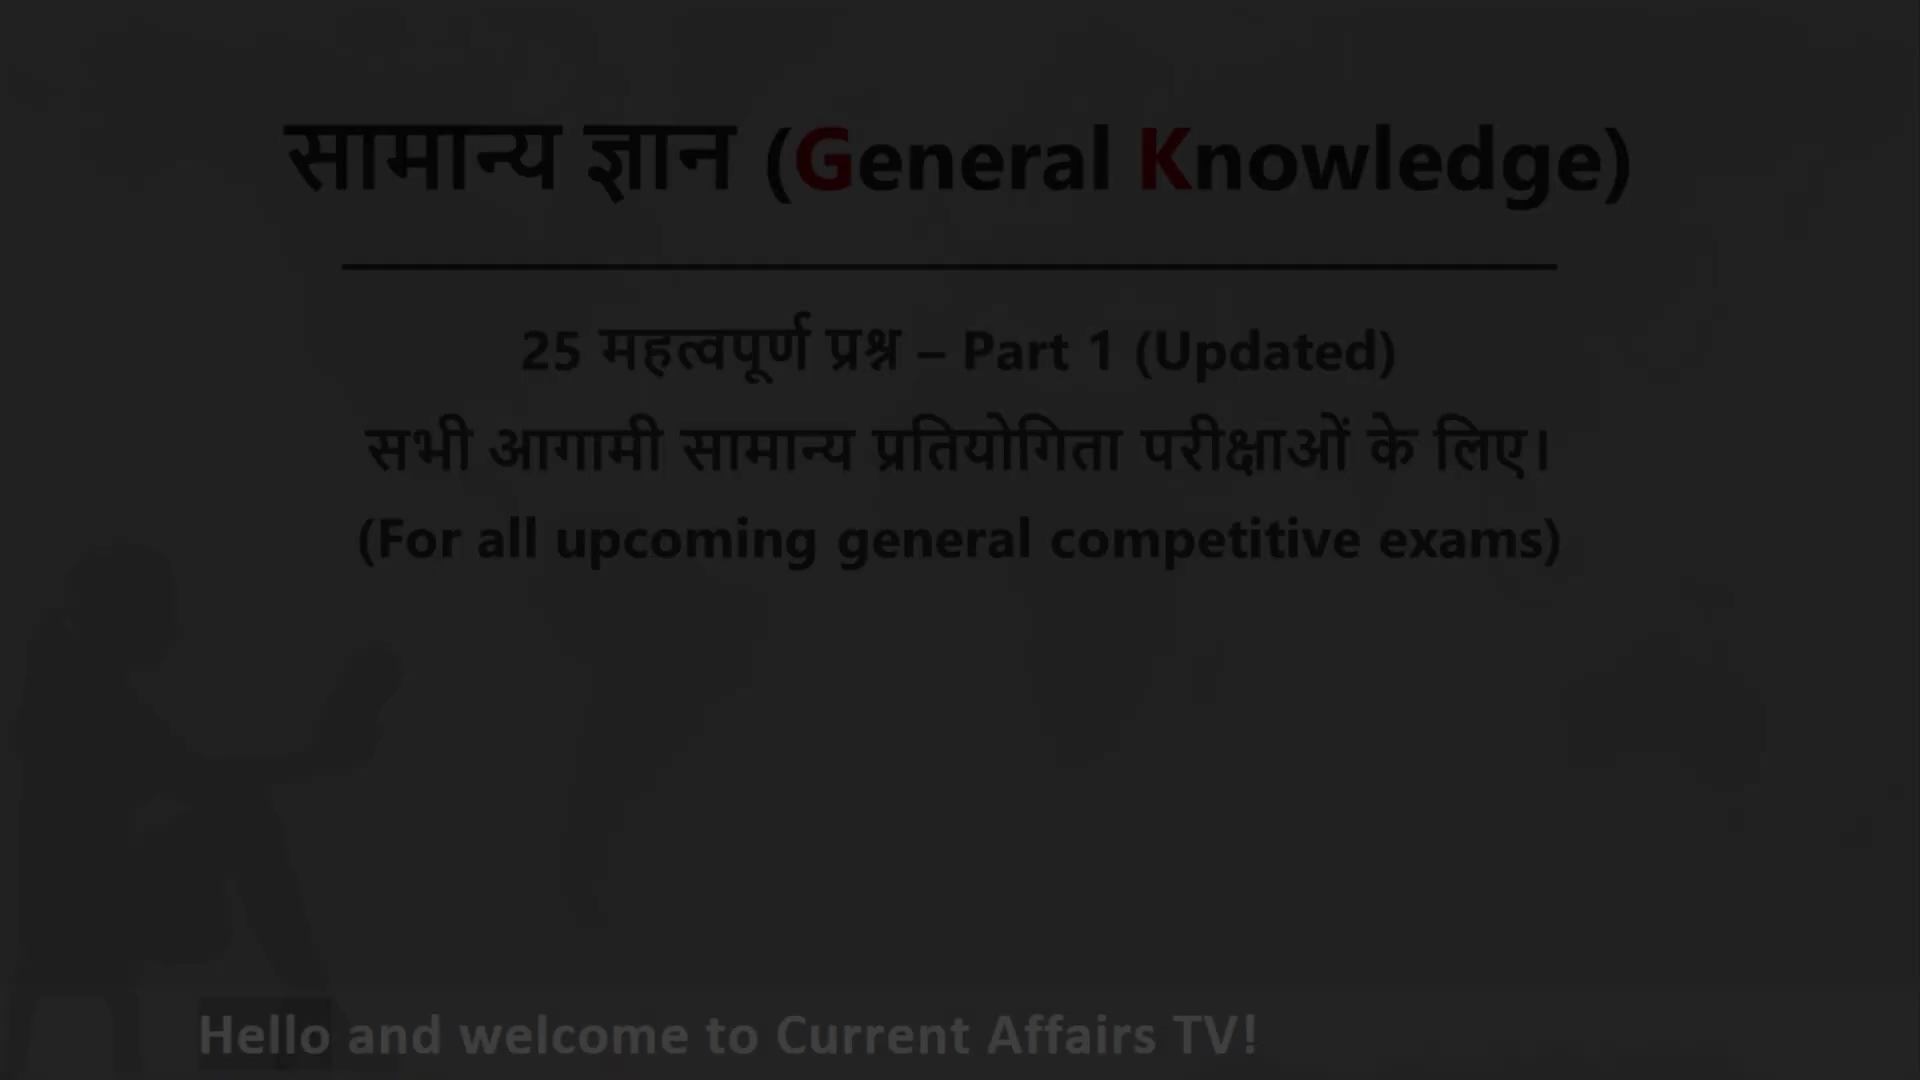 सामान्य ज्ञान (General Knowledge)
25 महत्वपूर्ण प्रश्न – Part 1 (Updated)
सभी आगामी सामान्य प्रतियोगिता परीक्षाओं के लिए।
(For all upcoming general competitive exams)
Hello and welcome to Current Affairs TV!